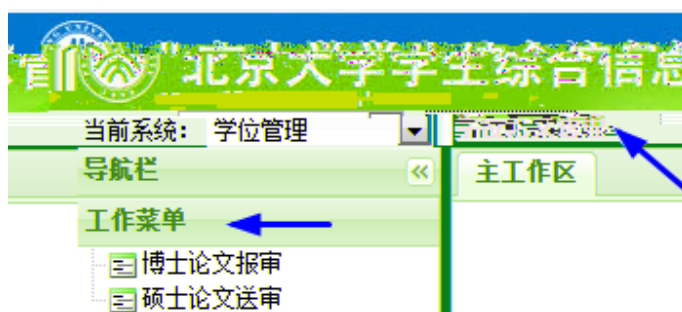 北京大学学生综合信息
当前系统： 学位管理
导航栏 主工作区
工作菜单
博士论文报审
硕士论文送审